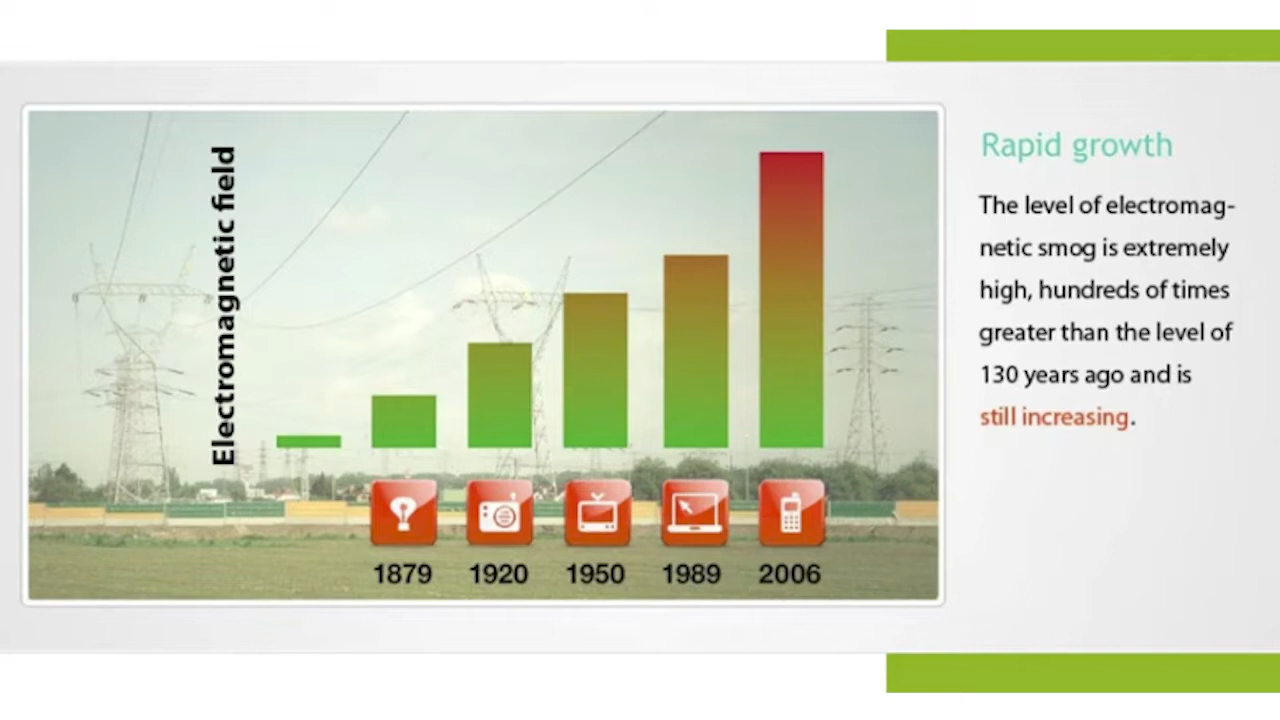 Electromagnetic field
1879 1920 1950 1989 2006
Rapid growth
The level of electromag-
netic smog is extremely
high, hundreds of times
greater than the level of
130 years ago and is
still increasing.